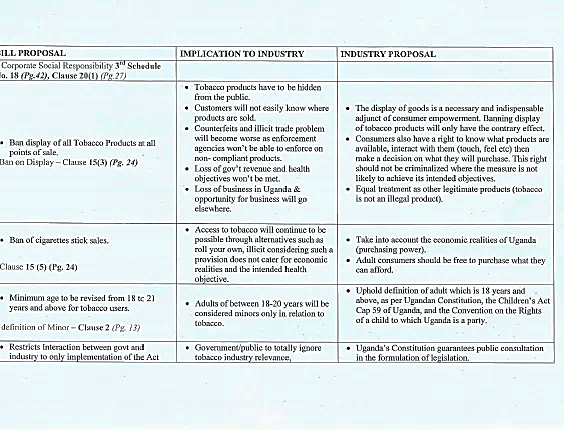 BILL PROPOSAL
IMPLICATION TO INDUSTRY
INDUSTRY PROPOSAL
Corporate Social Responsibility 3rd Schedule
No. 18 (Pg.42), Clause 20(1) (Pg.27)
• Ban display of all Tobacco Products at all
points of sale.
Ban on Display – Clause 15(3) (Pg. 24)
• Tobacco products have to be hidden
from the public.
• Customers will not easily know where
products are sold.
• Counterfeits and illicit trade problem
will become worse as enforcement
agencies won't be able to enforce on
non- compliant products.
• Loss of gov't revenue and health
objectives won't be met.
• Loss of business in Uganda &
opportunity for business will go
elsewhere.
• The display of goods is a necessary and indispensable
adjunct of consumer empowerment. Banning display
of tobacco products will only have the contrary effect.
• Consumers also have a right to know what products are
available, interact with them (touch, feel etc) then
make a decision on what they will purchase. This right
should not be criminalized where the measure is not
likely to achieve its intended objectives.
• Equal treatment as other legitimate products (tobacco
is not an illegal product).
• Ban of cigarettes stick sales.
Clause 15 (5) (Pg. 24)
• Access to tobacco will continue to be
possible through alternatives such as
roll your own, illicit considering such a
provision does not cater for economic
realities and the intended health
objective.
• Take into account the economic realities of Uganda
(purchasing power).
• Adult consumers should be free to purchase what they
can afford.
• Minimum age to be revised from 18 to 21
years and above for tobacco users.
definition of Minor – Clause 2 (Pg. 13)
• Adults of between 18-20 years will be
considered minors only in relation to
tobacco.
• Uphold definition of adult which is 18 years and
above, as per Ugandan Constitution, the Children's Act
Cap 59 of Uganda, and the Convention on the Rights
of a child to which Uganda is a party.
• Restricts Interaction between govt and
industry to only implementation of the Act
• Government/public to totally ignore
tobacco industry relevance,
• Uganda's Constitution guarantees public consultation
in the formulation of legislation.